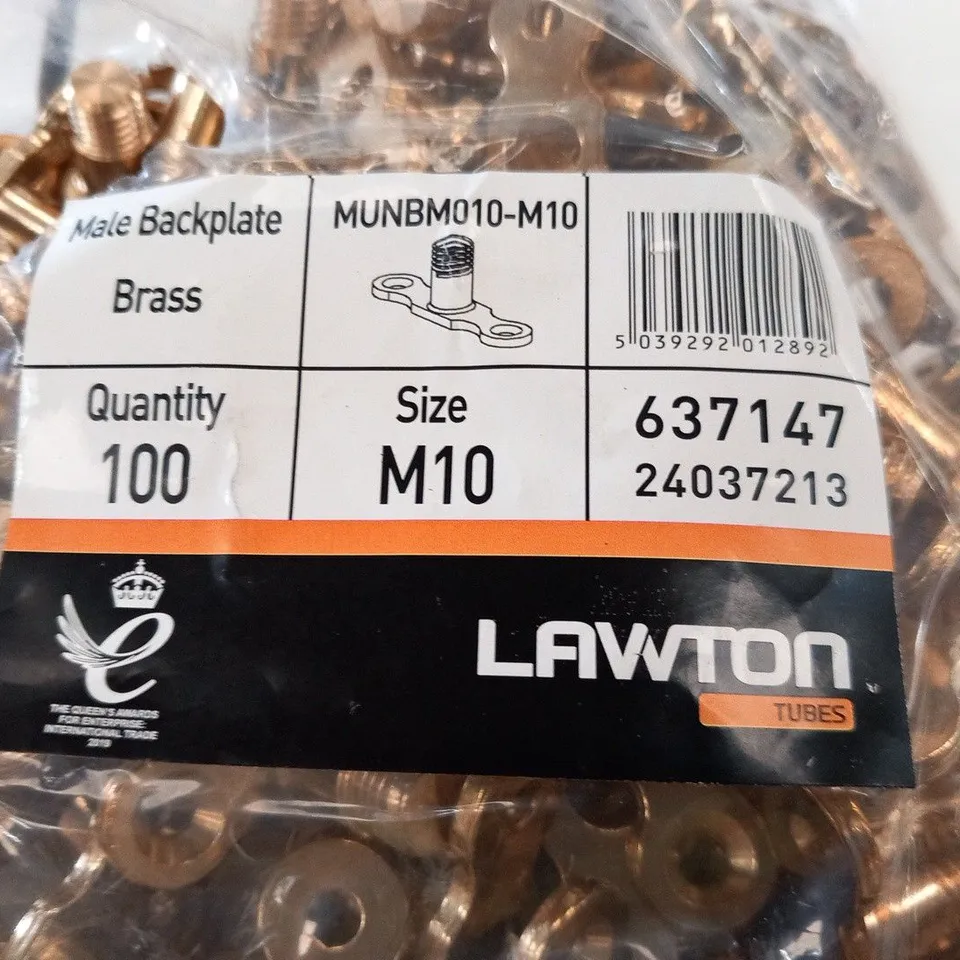 Male Backplate
Brass
MUNBM010-M10
5 039292 012892
Quantity
100
Size
M10
637147
24037213
THE QUEEN'S AWARDS
FOR ENTERPRISE:
INTERNATIONAL TRADE
2019
LAWTON
TUBES